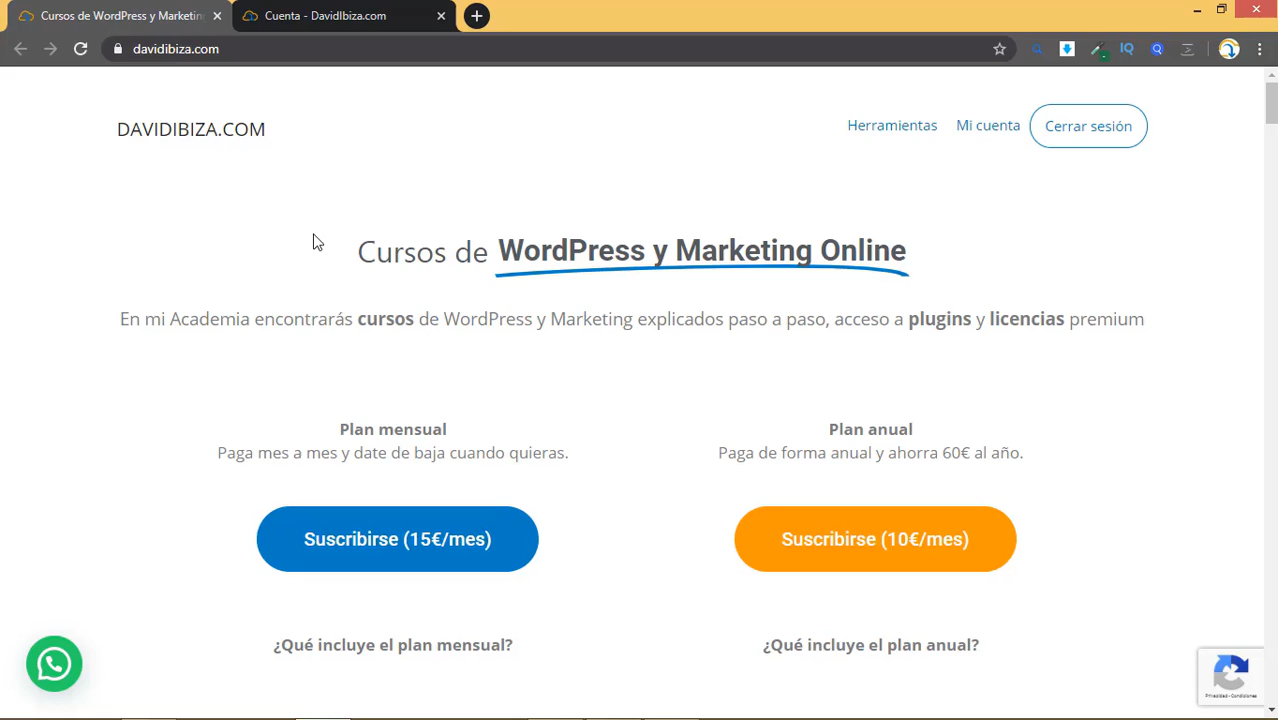 Cursos de WordPress y Marketin
Cuenta - DavidIbiza.com
davidibiza.com
IQ
DAVIDIBIZA.COM
Herramientas
Mi cuenta
Cerrar sesión
Cursos de WordPress y Marketing Online
En mi Academia encontrarás cursos de WordPress y Marketing explicados paso a paso, acceso a plugins y licencias premium
Plan mensual
Paga mes a mes y date de baja cuando quieras.
Suscribirse (15€/mes)
¿Qué incluye el plan mensual?
Plan anual
Paga de forma anual y ahorra 60€ al año.
Suscribirse (10€/mes)
¿Qué incluye el plan anual?
Privacidad - Condiciones